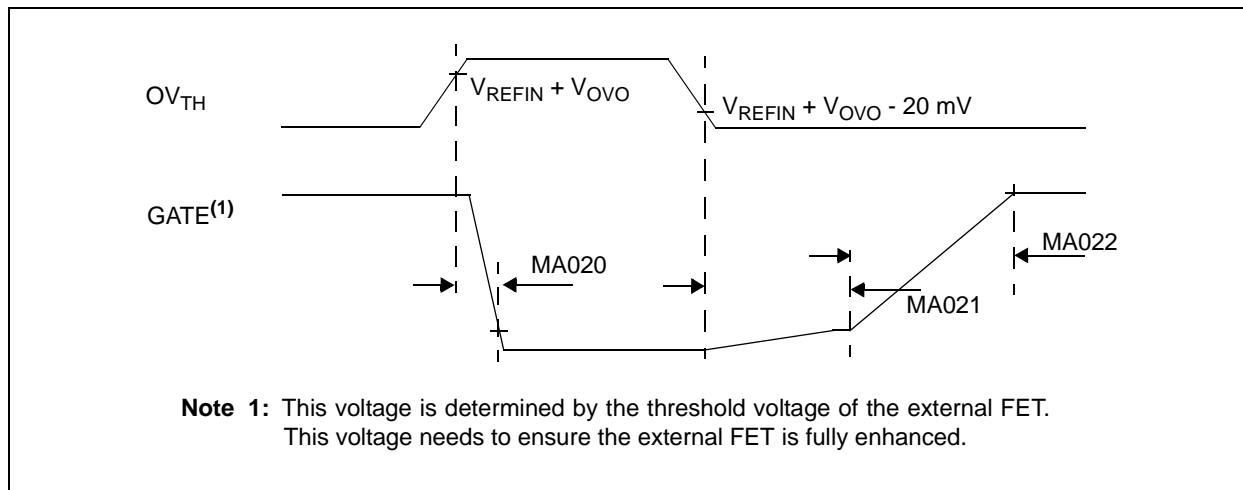 OVTH
VREFIN + VOVO
VREFIN + VOVO - 20 mV
GATE(1)
MA020
MA021
MA022
Note 1: This voltage is determined by the threshold voltage of the external FET.
This voltage needs to ensure the external FET is fully enhanced.